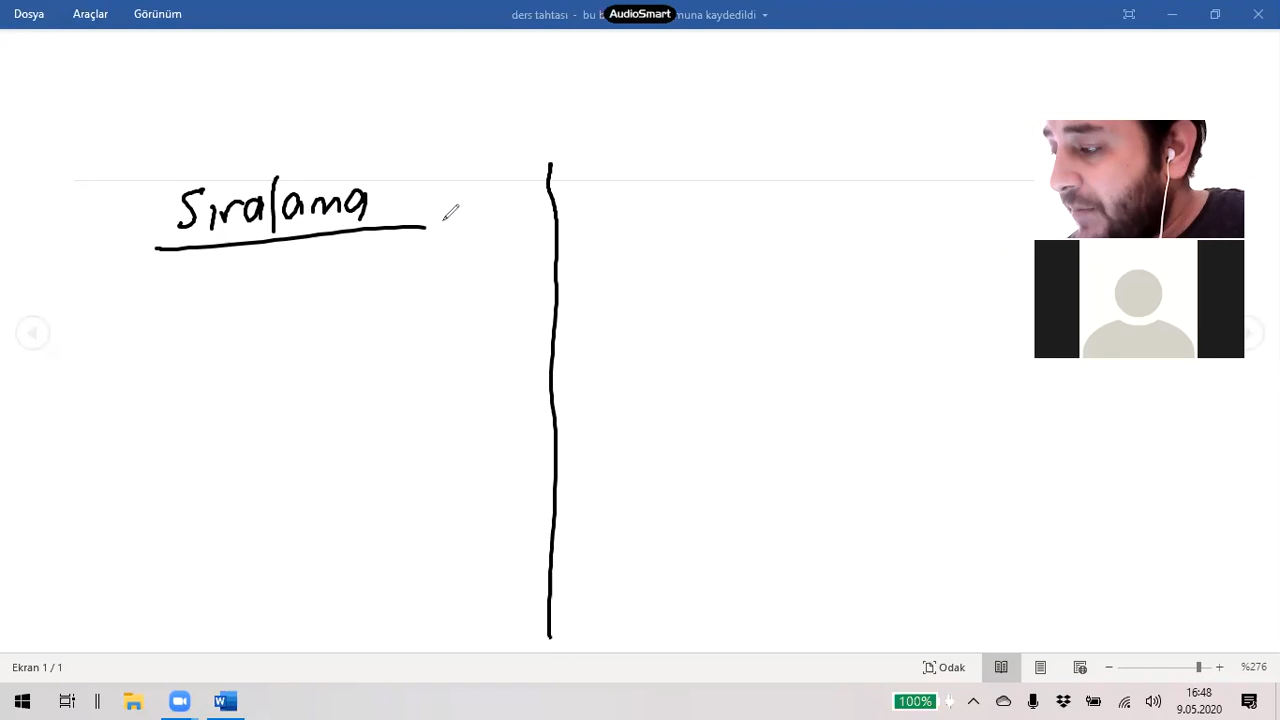 Dosya Araçlar Görünüm ders tahtası - bu b AudioSmart muna kaydedildi
Sıralama
Ekran 1 / 1 Odak %276
100% 16:48
9.05.2020